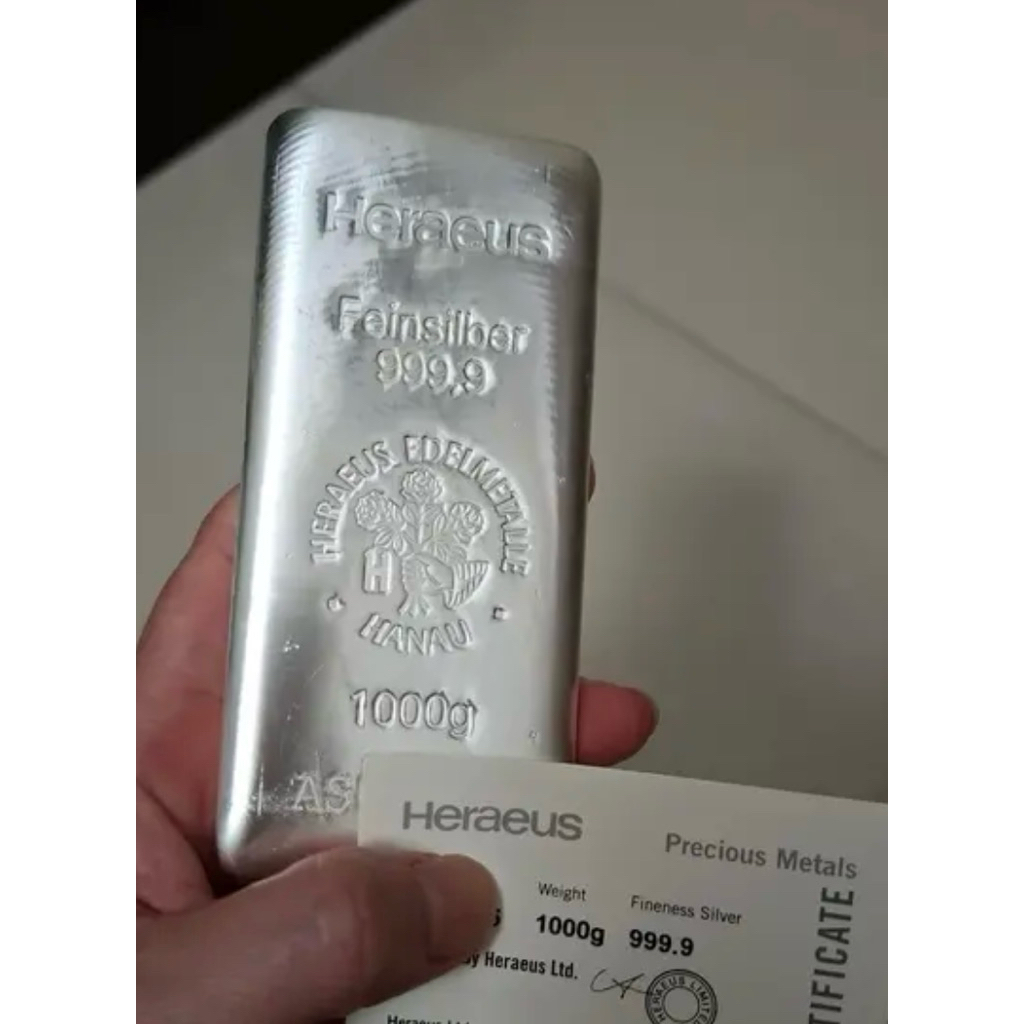 Heraeus
Feinsilber
999,9
HERAEUS EDELMETALLE
H
HANAU
1000g
AS
Heraeus
Precious Metals
Weight
Fineness Silver
1000g
999.9
by Heraeus Ltd.
HERAEUS LIMITED